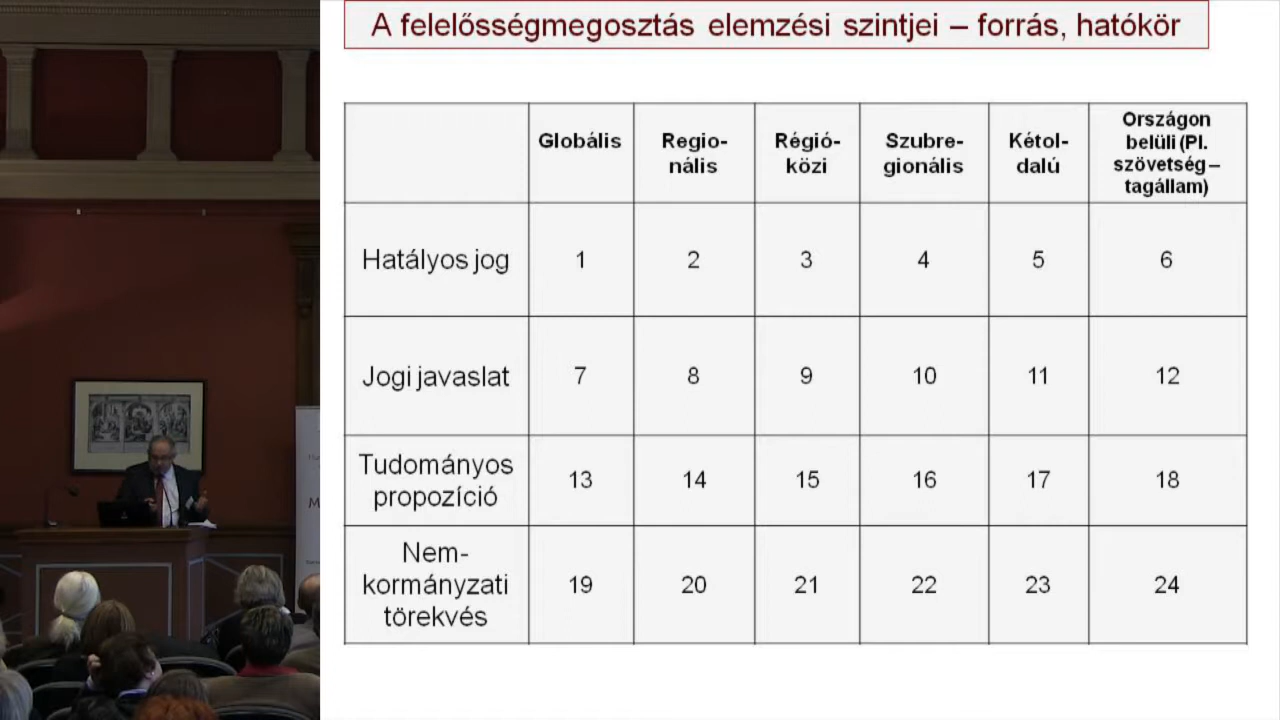 A felelősségmegosztás elemzési szintjei – forrás, hatókör
Globális
Regio-
nális
Régió-
közi
Szubre-
gionális
Kétol-
dalú
Országon
belüli (Pl.
szövetség –
tagállam)
Hatályos jog 1 2 3 4 5 6
Jogi javaslat 7 8 9 10 11 12
Tudományos
propozíció
13 14 15 16 17 18
Nem-
kormányzati
törekvés
19 20 21 22 23 24